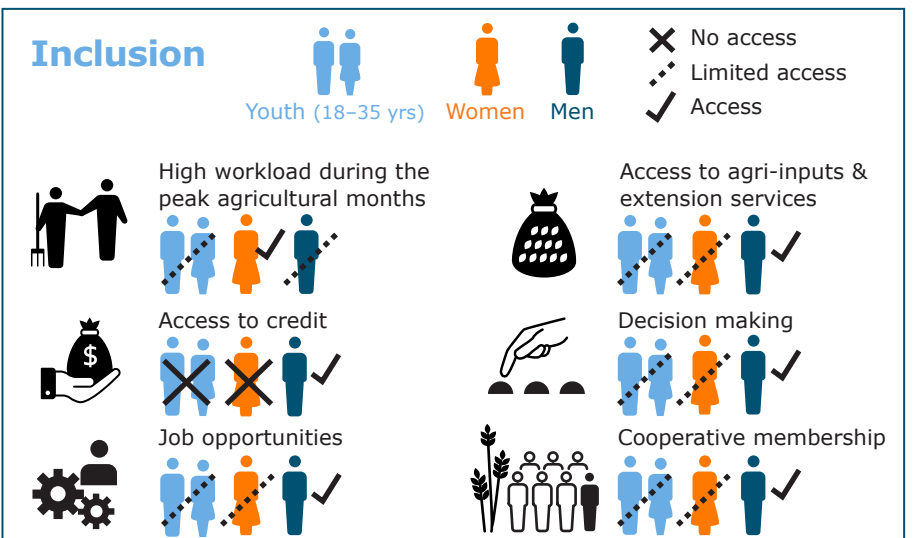 Inclusion
Youth (18–35 yrs)
Women
Men
No access
Limited access
Access
High workload during the
peak agricultural months
Access to agri-inputs &
extension services
$
Access to credit
Decision making
Job opportunities
Cooperative membership